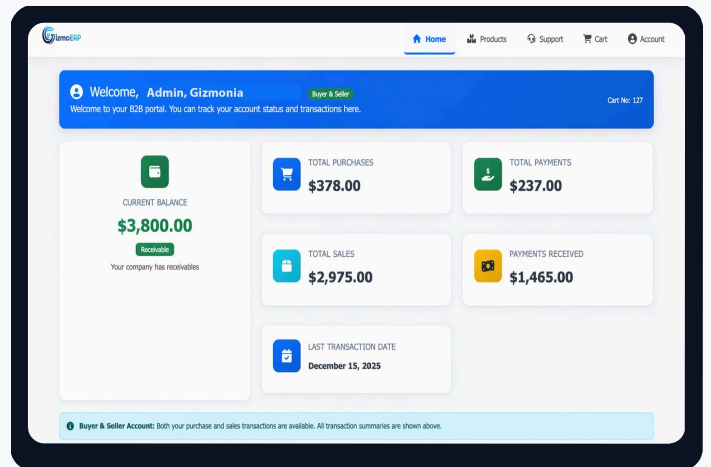 GizmoERP
Home
Products
Support
Cart
Account
Welcome, Admin, Gizmonia
Buyer & Seller
Welcome to your B2B portal. You can track your account status and transactions here.
Cart No: 127
CURRENT BALANCE
$3,800.00
Receivable
Your company has receivables
TOTAL PURCHASES
$378.00
TOTAL PAYMENTS
$237.00
TOTAL SALES
$2,975.00
PAYMENTS RECEIVED
$1,465.00
LAST TRANSACTION DATE
December 15, 2025
Buyer & Seller Account: Both your purchase and sales transactions are available. All transaction summaries are shown above.